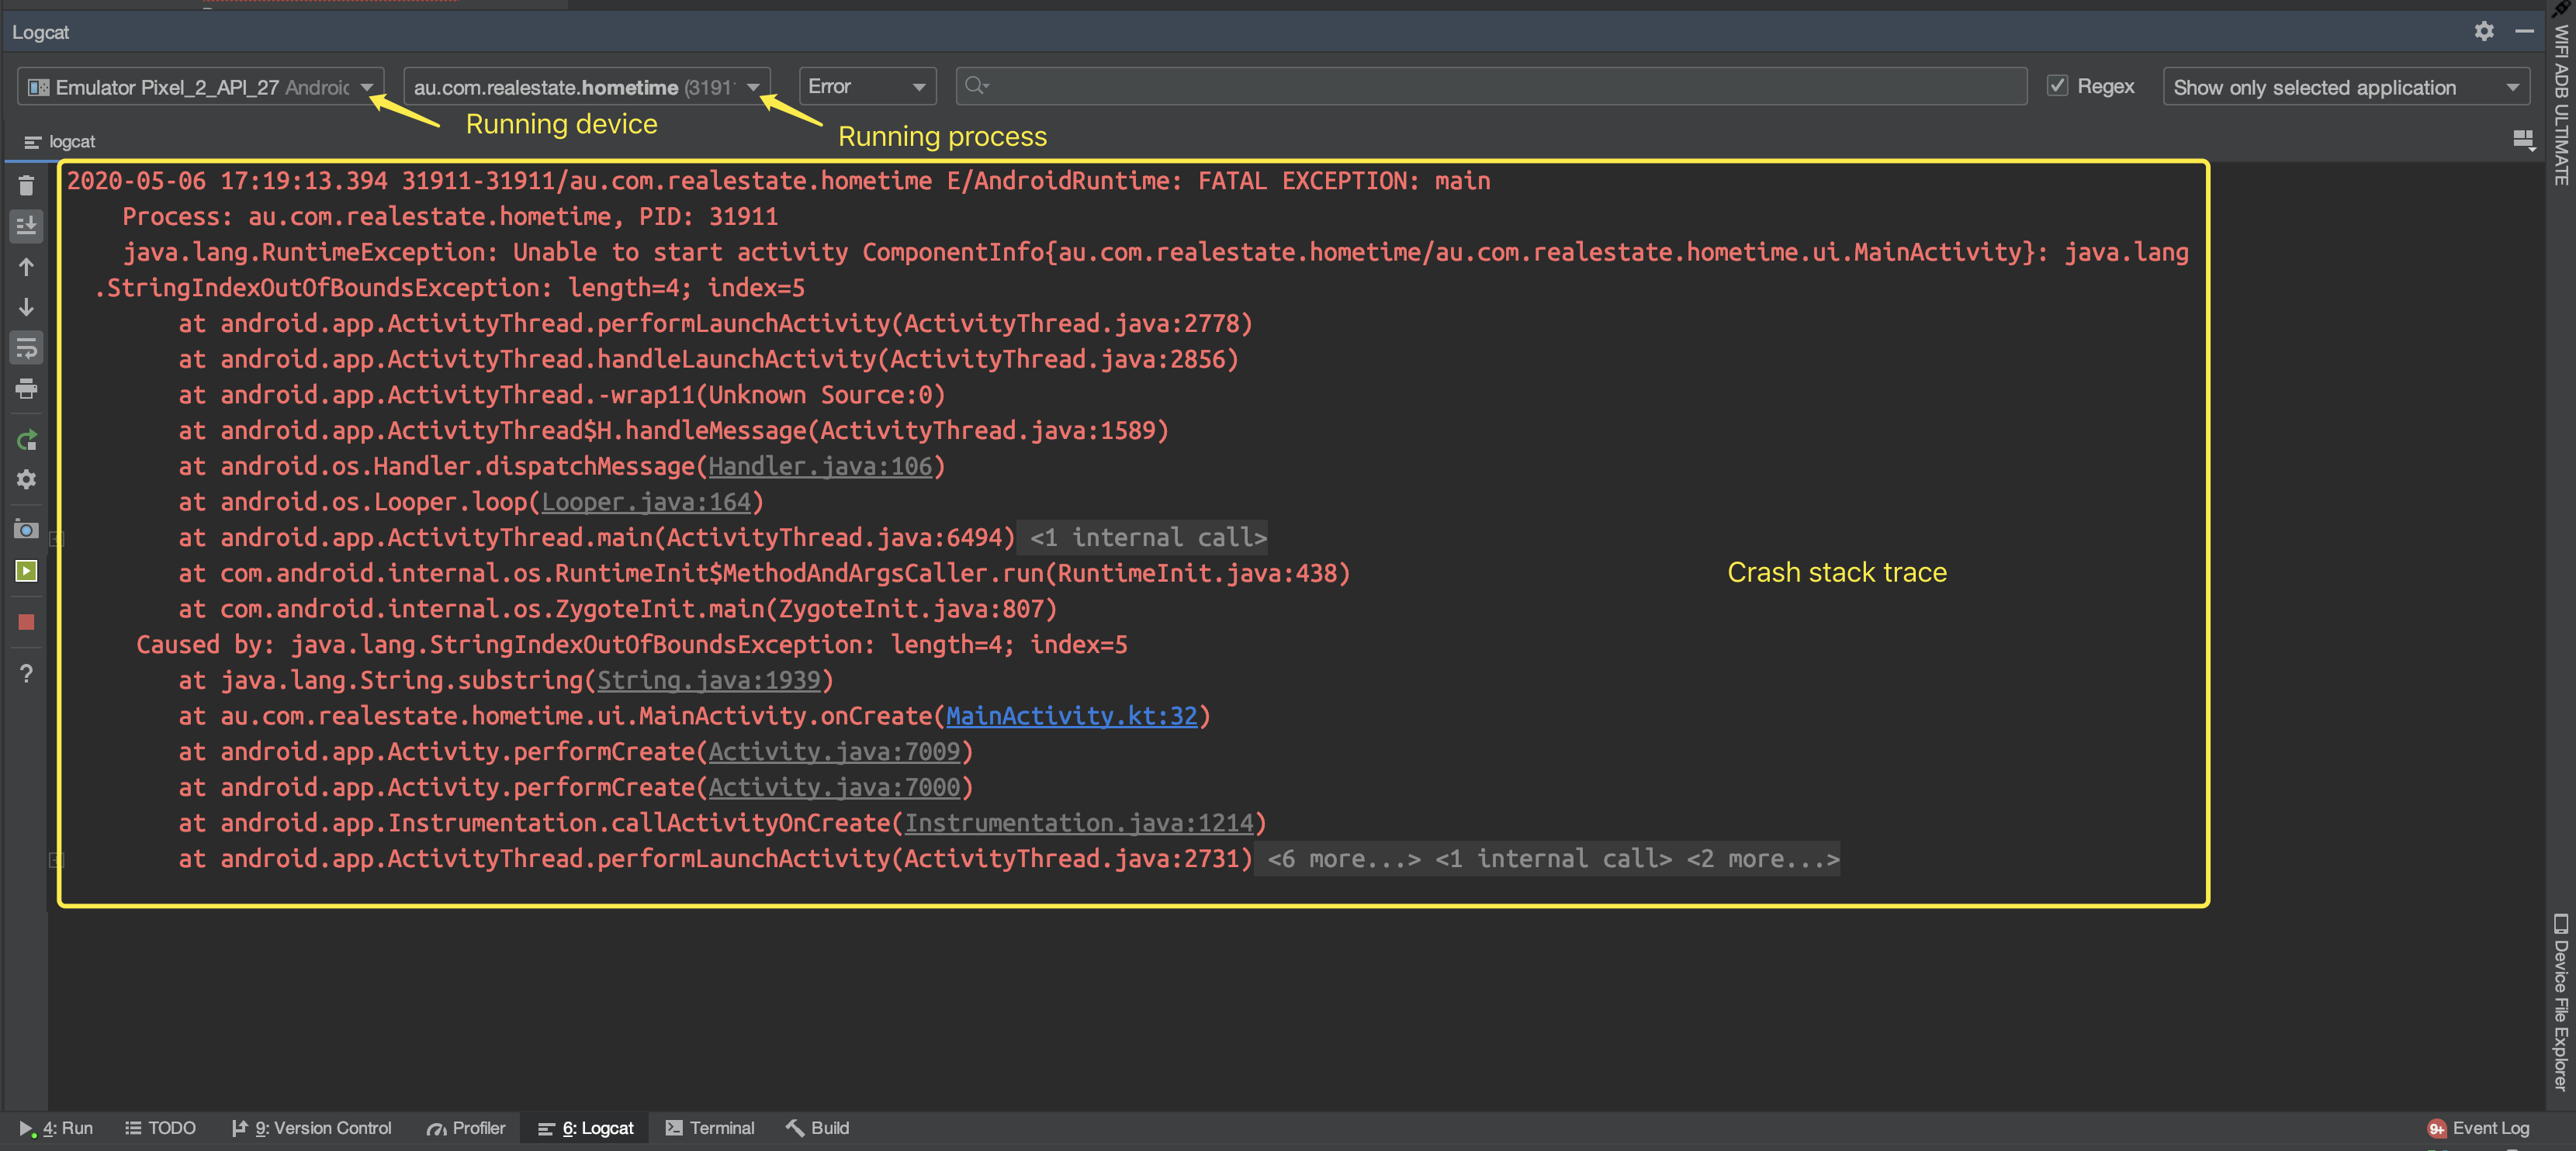 Logcat
Emulator Pixel_2_API_27 Androic
au.com.realestate.hometime (3191
Error
Regex
Show only selected application
Running device
Running process
logcat
2020-05-06 17:19:13.394 31911-31911/au.com.realestate.hometime E/AndroidRuntime: FATAL EXCEPTION: main
Process: au.com.realestate.hometime, PID: 31911
java.lang.RuntimeException: Unable to start activity ComponentInfo{au.com.realestate.hometime/au.com.realestate.hometime.ui.MainActivity}: java.lang
.StringIndexOutOfBoundsException: length=4; index=5
at android.app.ActivityThread.performLaunchActivity(ActivityThread.java:2778)
at android.app.ActivityThread.handleLaunchActivity(ActivityThread.java:2856)
at android.app.ActivityThread.-wrap11(Unknown Source:0)
at android.app.ActivityThread$H.handleMessage(ActivityThread.java:1589)
at android.os.Handler.dispatchMessage(Handler.java:106)
at android.os.Looper.loop(Looper.java:164)
at android.app.ActivityThread.main(ActivityThread.java:6494) <1 internal call>
at com.android.internal.os.RuntimeInit$MethodAndArgsCaller.run(RuntimeInit.java:438)
at com.android.internal.os.ZygoteInit.main(ZygoteInit.java:807)
Caused by: java.lang.StringIndexOutOfBoundsException: length=4; index=5
at java.lang.String.substring(String.java:1939)
at au.com.realestate.hometime.ui.MainActivity.onCreate(MainActivity.kt:32)
at android.app.Activity.performCreate(Activity.java:7009)
at android.app.Activity.performCreate(Activity.java:7000)
at android.app.Instrumentation.callActivityOnCreate(Instrumentation.java:1214)
at android.app.ActivityThread.performLaunchActivity(ActivityThread.java:2731) <6 more...> <1 internal call> <2 more...>
Crash stack trace
WIFI ADB ULTIMATE
Device File Explorer
4: Run
TODO
9: Version Control
Profiler
6: Logcat
Terminal
Build
9+ Event Log